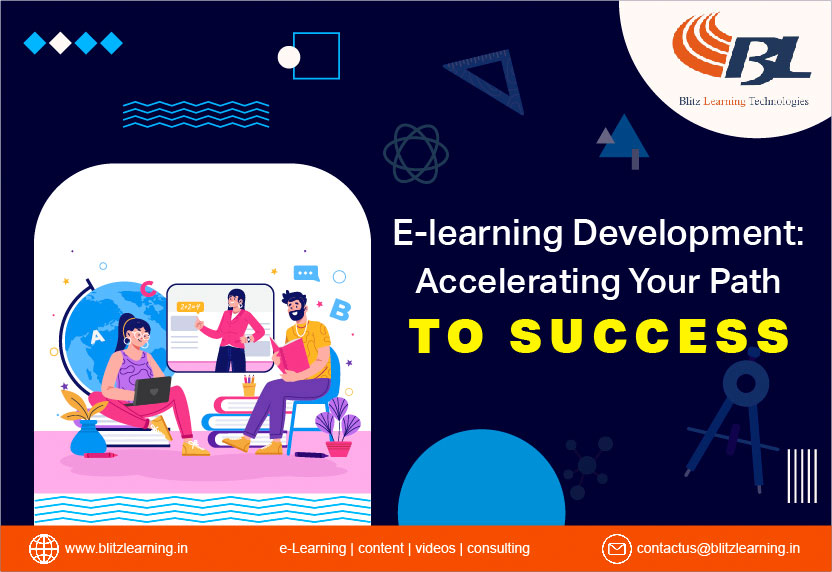 BL
Blitz Learning Technologies
E-learning Development:
Accelerating Your Path
TO SUCCESS
2+2=4
C
A
B
www.blitzlearning.in
e-Learning | content | videos | consulting
contactus@blitzlearning.in